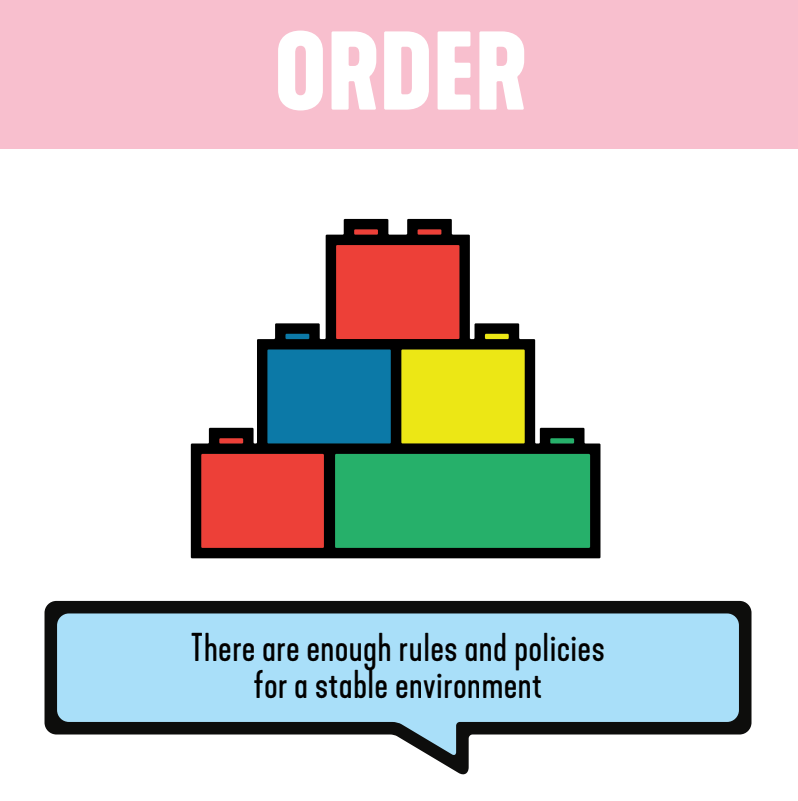 ORDER
There are enough rules and policies
for a stable environment